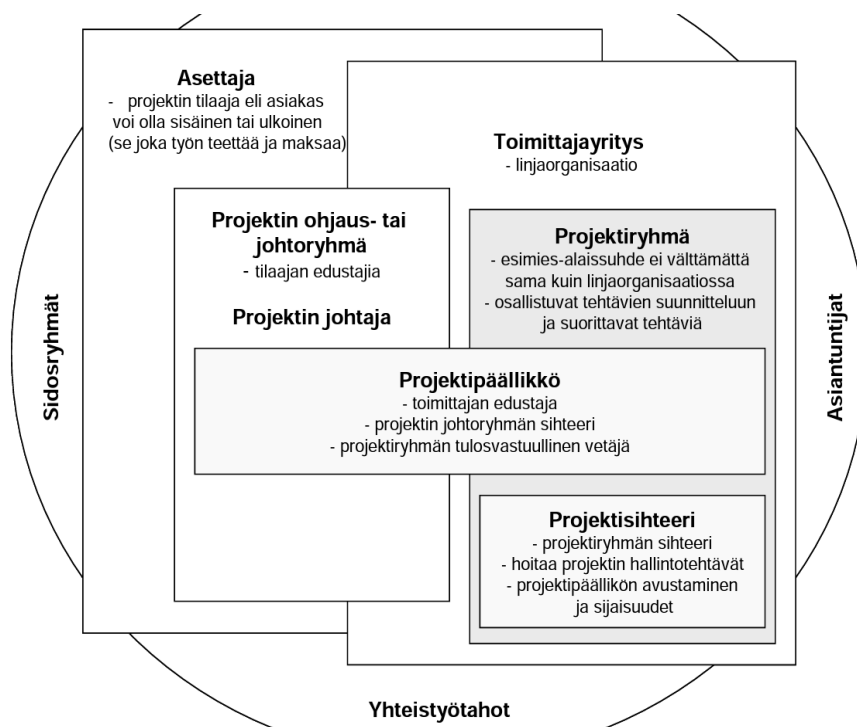 Asettaja
- projektin tilaaja eli asiakas
voi olla sisäinen tai ulkoinen
(se joka työn teettää ja maksaa)
Toimittajayritys
- linjaorganisaatio
Projektin ohjaus- tai
johtoryhmä
- tilaajan edustajia
Projektin johtaja
Projektiryhmä
- esimies-alaissuhde ei välttämättä
sama kuin linjaorganisaatiossa
- osallistuvat tehtävien suunnitteluun
ja suorittavat tehtäviä
Sidosryhmät
Asiantuntijat
Projektipäällikkö
- toimittajan edustaja
- projektin johtoryhmän sihteeri
- projektiryhmän tulosvastuullinen vetäjä
Projektisihteeri
- projektiryhmän sihteeri
- hoitaa projektin hallintotehtävät
- projektipäällikön avustaminen
ja sijaisuudet
Yhteistyötahot